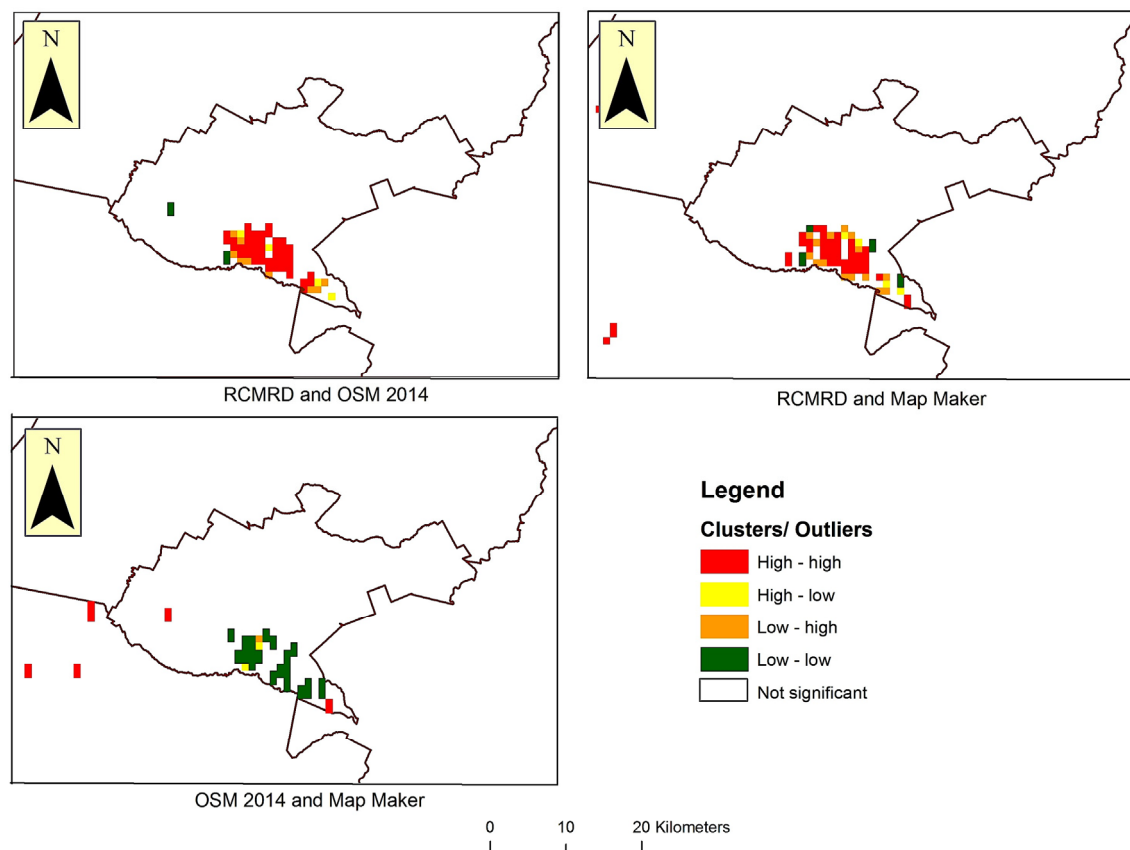 N
N
RCMRD and OSM 2014
RCMRD and Map Maker
N
OSM 2014 and Map Maker
Legend
Clusters/ Outliers
High - high
High - low
Low - high
Low - low
Not significant
0 10 20 Kilometers